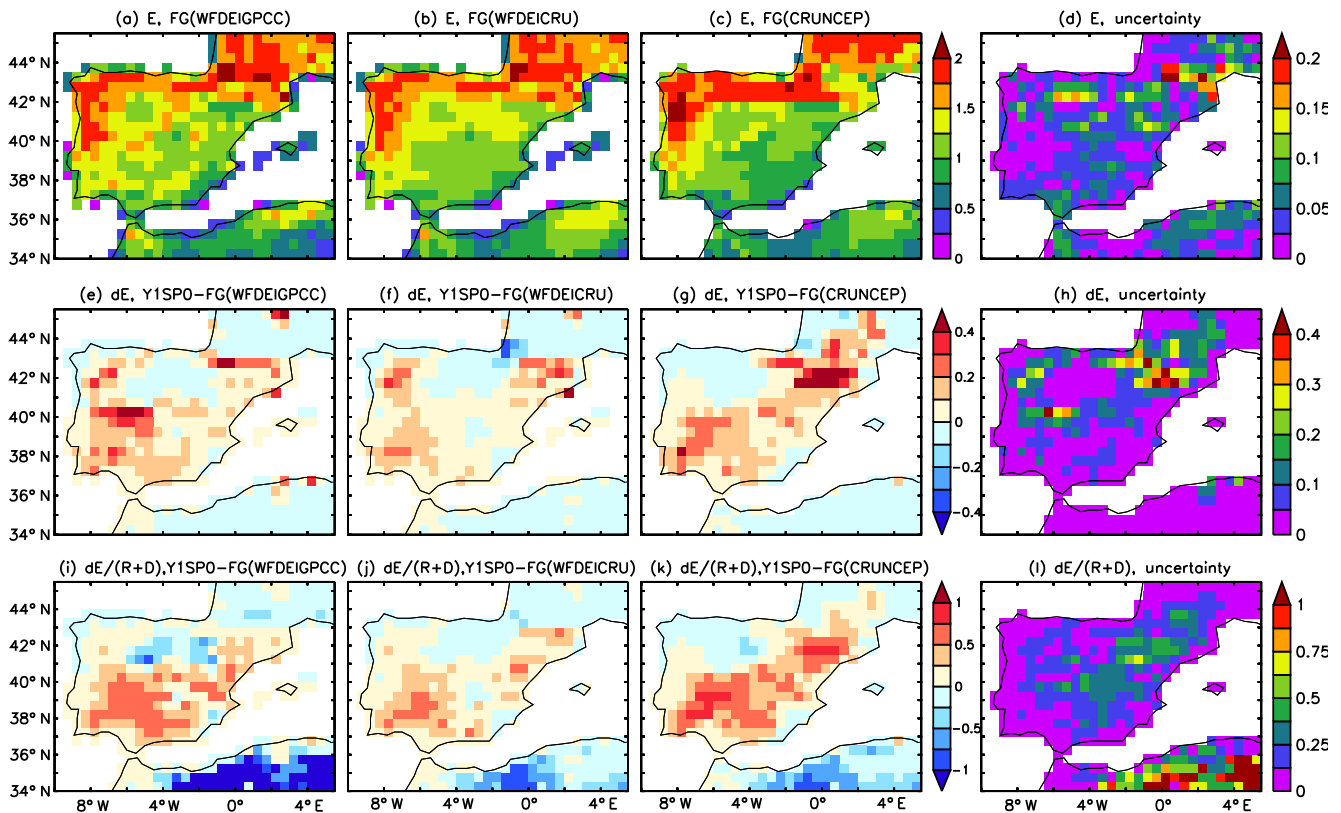 (a) E, FG(WFDEIGPCC)
(b) E, FG(WFDEICRU)
(c) E, FG(CRUNCEP)
(d) E, uncertainty
44° N
42° N
40° N
38° N
36° N
34° N
2
1.5
1
0.5
0
0.2
0.2
0.1
0.05
0
(e) dE, Y1SP0-FG(WFDEIGPCC)
(f) dE, Y1SP0-FG(WFDEICRU)
(g) dE, Y1SP0-FG(CRUNCEP)
(h) dE, uncertainty
44° N
42° N
40° N
38° N
36° N
34° N
0.4
0.2
0
-0.2
-0.4
0.4
0.3
0.2
0.1
0
(i) dE/(R+D),Y1SP0-FG(WFDEIGPCC)
(j) dE/(R+D),Y1SP0-FG(WFDEICRU)
(k) dE/(R+D),Y1SP0-FG(CRUNCEP)
(l) dE/(R+D), uncertainty
44° N
42° N
40° N
38° N
36° N
34° N
1
0.5
0
-0.5
-1
1
0.75
0.5
0.25
0
8° W 4° W 0° 4° E
8° W 4° W 0° 4° E
8° W 4° W 0° 4° E
8° W 4° W 0° 4° E